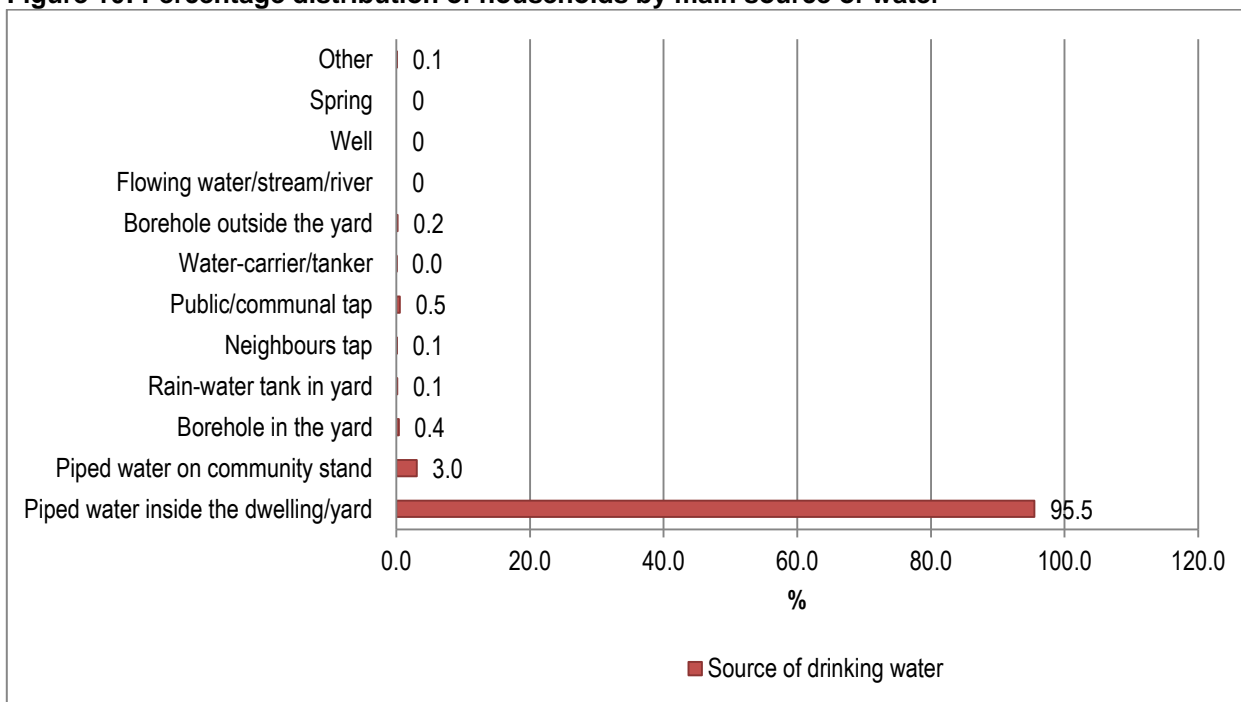 Other 0.1
Spring 0
Well 0
Flowing water/stream/river 0
Borehole outside the yard 0.2
Water-carrier/tanker 0.0
Public/communal tap 0.5
Neighbours tap 0.1
Rain-water tank in yard 0.1
Borehole in the yard 0.4
Piped water on community stand 3.0
Piped water inside the dwelling/yard 95.5
0.0 20.0 40.0 60.0 80.0 100.0 120.0
%
Source of drinking water